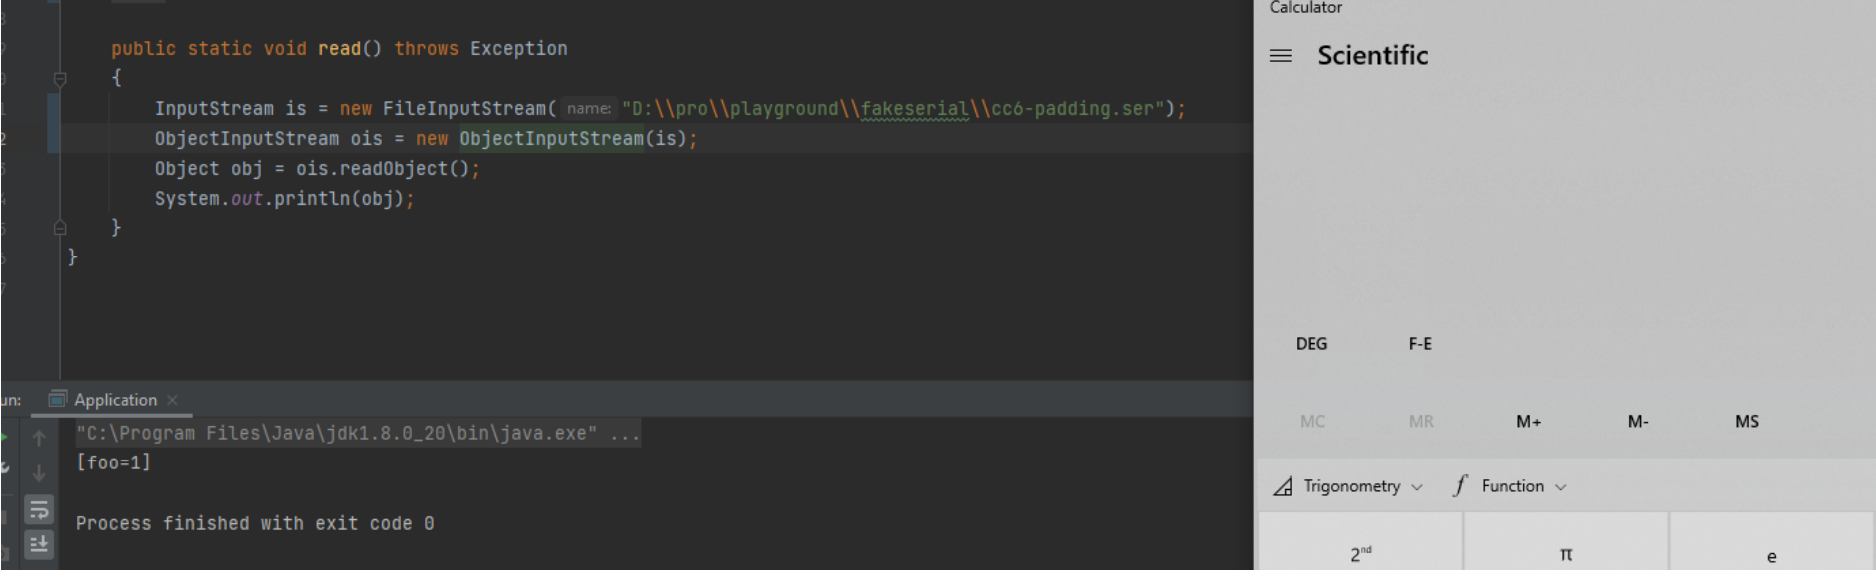 public static void read() throws Exception
{
InputStream is = new FileInputStream( name: "D:\\pro\\playground\\fakeserial\\cc6-padding.ser");
ObjectInputStream ois = new ObjectInputStream(is);
Object obj = ois.readObject();
System.out.println(obj);
}
}
un:
Application
"C:\Program Files\Java\jdk1.8.0_20\bin\java.exe" ...
[foo=1]
Process finished with exit code 0
Calculator
Scientific
DEG F-E
MC MR M+ M- MS
Trigonometry f Function
2nd π e